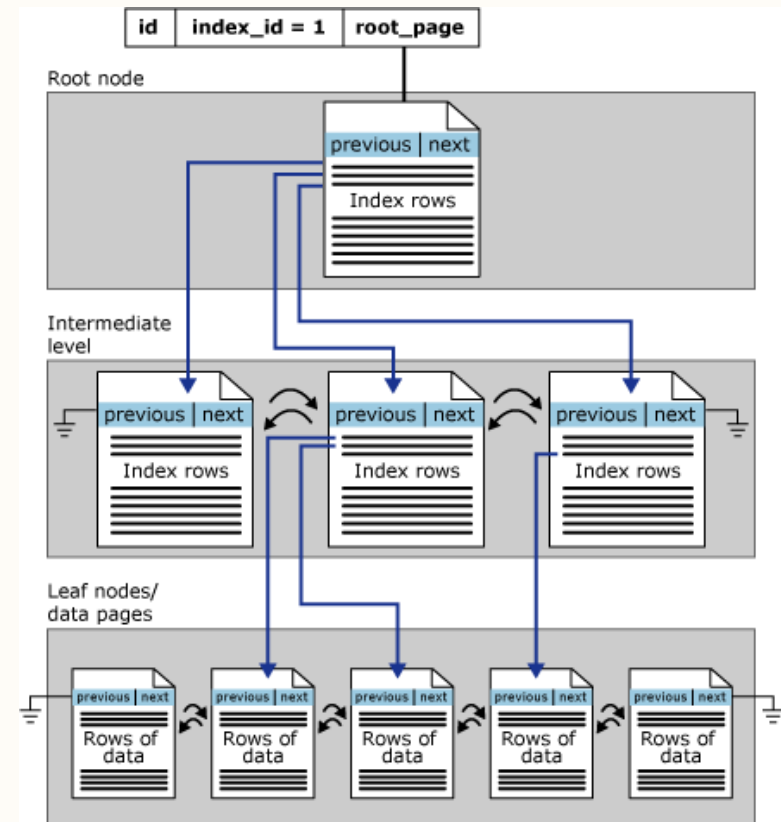 id index_id = 1 root_page
Root node
previous next
Index rows
Intermediate
level
previous next previous next previous next
Index rows Index rows Index rows
Leaf nodes/
data pages
previous next previous next previous next previous next previous next
Rows of Rows of Rows of Rows of Rows of
data data data data data